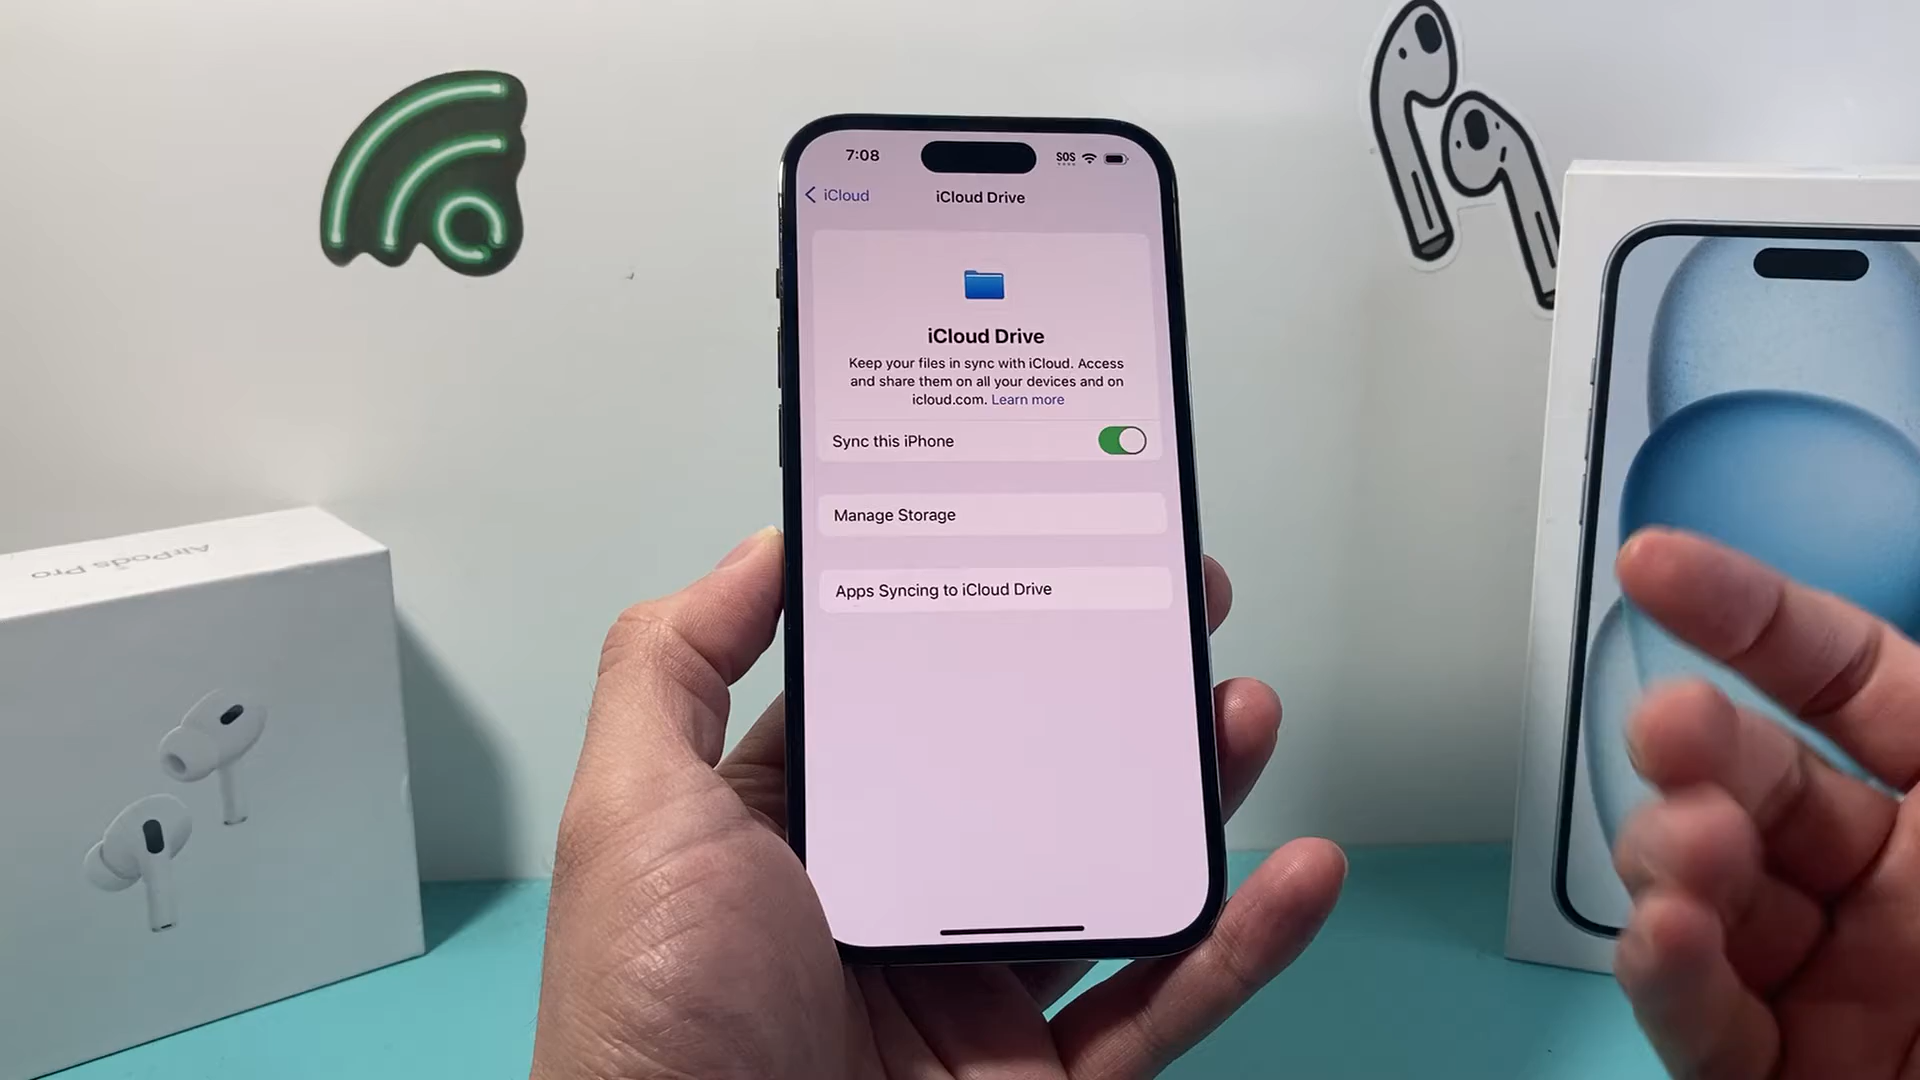 7:08
SOS
iCloud
iCloud Drive
iCloud Drive
Keep your files in sync with iCloud. Access
and share them on all your devices and on
icloud.com. Learn more
Sync this iPhone
Manage Storage
Apps Syncing to iCloud Drive
AirPods Pro